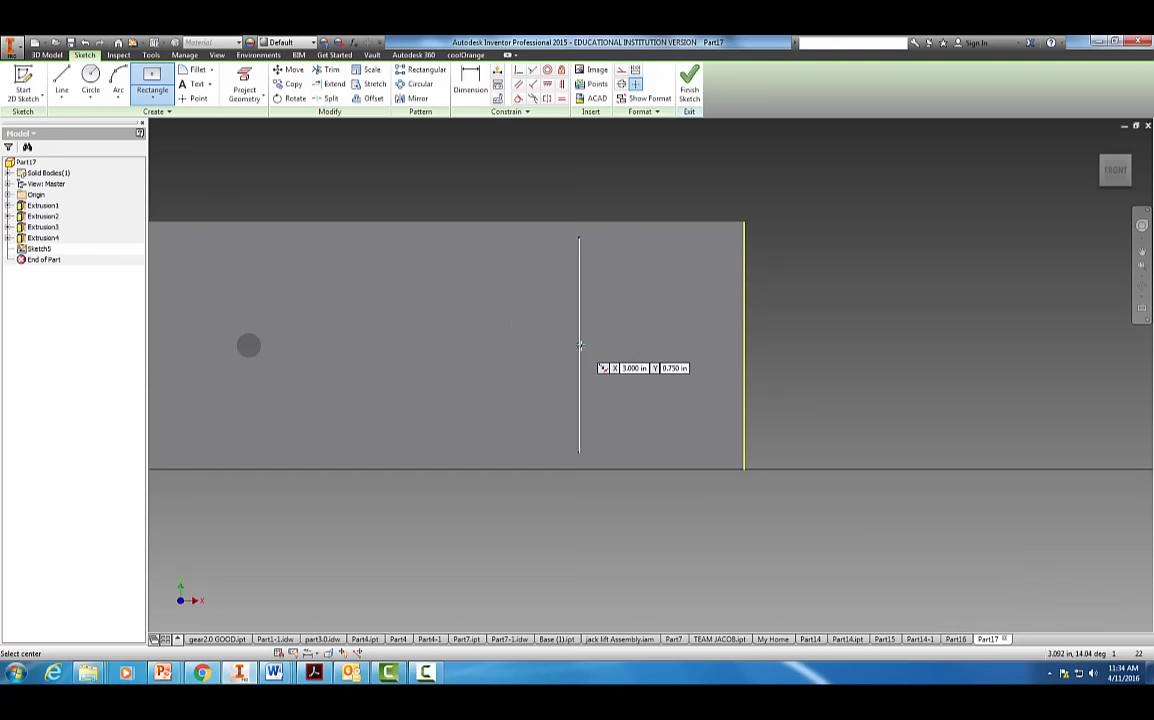 Material
Default
Autodesk Inventor Professional 2015 - EDUCATIONAL INSTITUTION VERSION Part17
Sign In
PRO
3D Model Sketch Inspect Tools Manage View Environments BIM Get Started Vault Autodesk 360 coolOrange
Start
2D Sketch
Line
Circle
Arc
Rectangle
Fillet
Text
Point
Project
Geometry
Move
Copy
Rotate
Trim
Extend
Split
Scale
Stretch
Offset
Rectangular
Circular
Mirror
Dimension
Image
Points
ACAD
Show Format
Finish
Sketch
Sketch Create Modify Pattern Constrain Insert Format Exit
Model
Part17
Solid Bodies(1)
View: Master
Origin
Extrusion1
Extrusion2
Extrusion3
Extrusion4
Sketch5
End of Part
FRONT
X 3.000 in Y 0.750 in
X
gear2.0 GOOD.ipt Part1-1.idw part3.0.idw Part4.ipt Part4 Part4-1 Part7.ipt Part7-1.idw Base (1).ipt jack lift Assembly.iam Part7 TEAM JACOB.ipt My Home Part14 Part14.ipt Part15 Part14-1 Part16 Part17
Select center
3.092 in, 14.04 deg 1 22
11:34 AM
4/11/2016